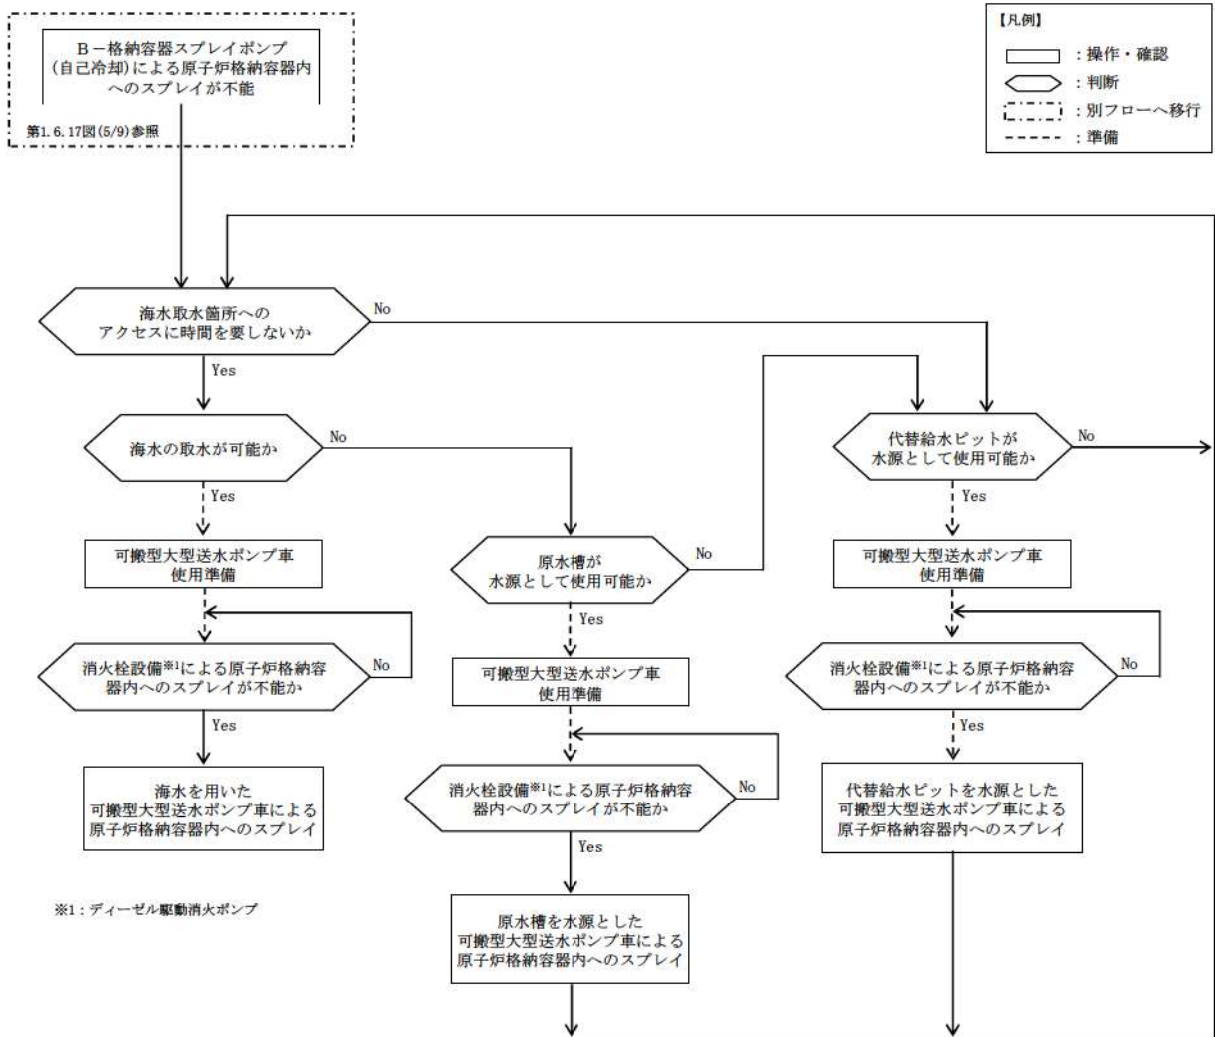 B－格納容器スプレイポンプ
(自己冷却)による原子炉格納容器内
へのスプレイが不能
第1.6.17図(5/9)参照
【凡例】
：操作・確認
：判断
：別フローへ移行
：準備
海水取水箇所への
アクセスに時間を要しないか
No
Yes
海水の取水が可能か
No
Yes
代替給水ピットが
水源として使用可能か
No
Yes
可搬型大型送水ポンプ車
使用準備
原水槽が
水源として使用可能か
No
Yes
可搬型大型送水ポンプ車
使用準備
消火栓設備※1による原子炉格納容
器内へのスプレイが不能か
No
Yes
可搬型大型送水ポンプ車
使用準備
消火栓設備※1による原子炉格納容
器内へのスプレイが不能か
No
Yes
海水を用いた
可搬型大型送水ポンプ車による
原子炉格納容器内へのスプレイ
消火栓設備※1による原子炉格納容
器内へのスプレイが不能か
No
Yes
代替給水ピットを水源とした
可搬型大型送水ポンプ車による
原子炉格納容器内へのスプレイ
※1：ディーゼル駆動消火ポンプ
原水槽を水源とした
可搬型大型送水ポンプ車による
原子炉格納容器内へのスプレイ